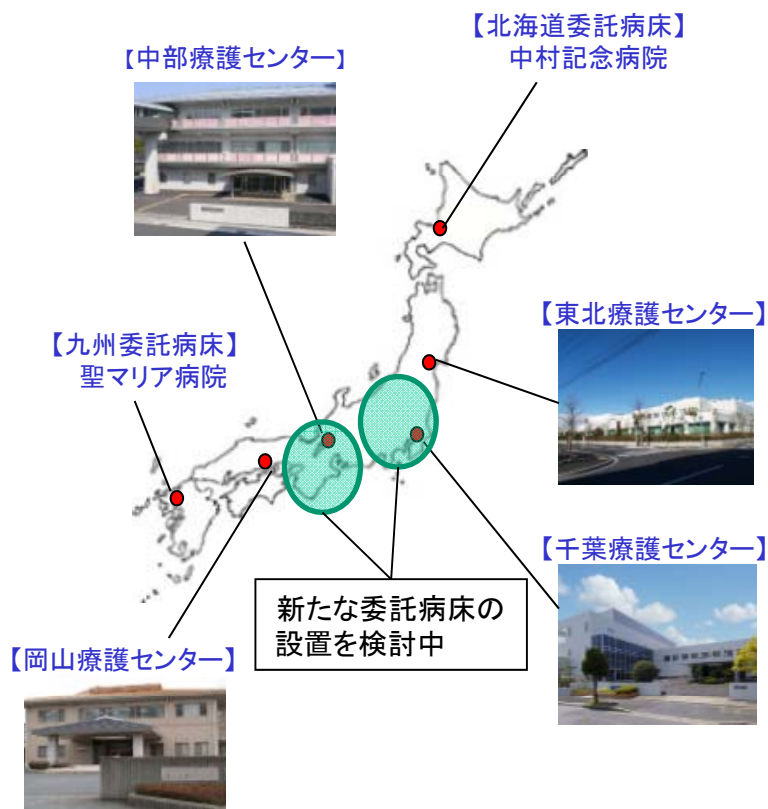 【北海道委託病床】
中村記念病院
【中部療護センター】
【東北療護センター】
【九州委託病床】
聖マリア病院
【千葉療護センター】
新たな委託病床の
設置を検討中
【岡山療護センター】